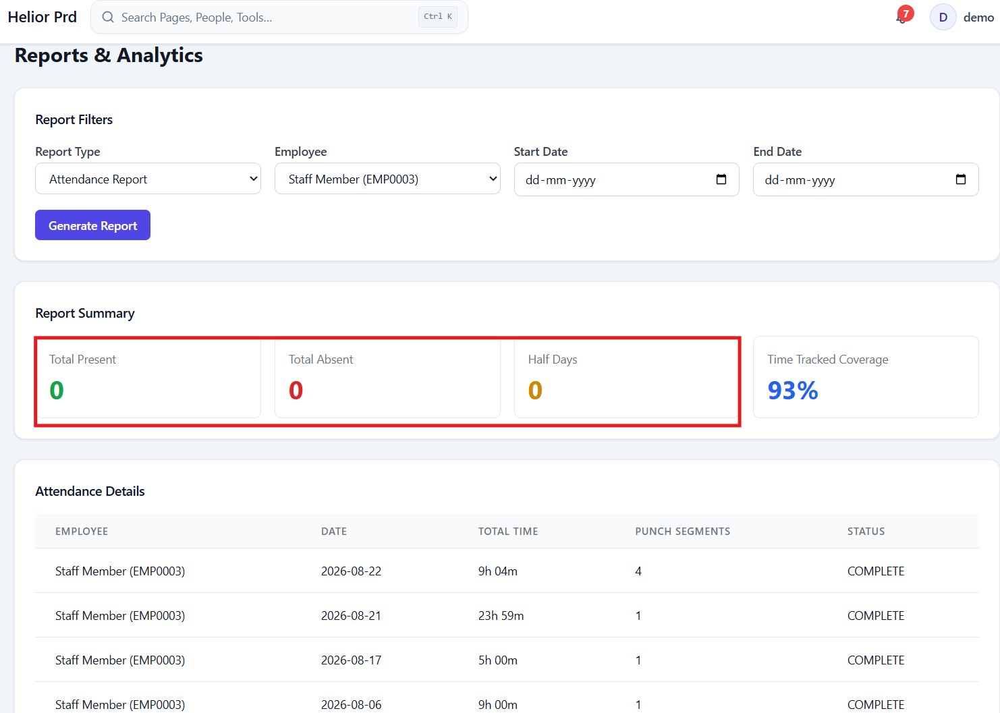 Helior Prd
Search Pages, People, Tools...
Ctrl K
7
D
demo
Reports & Analytics
Report Filters
Report Type
Employee
Start Date
End Date
Attendance Report
Staff Member (EMP0003)
dd-mm-yyyy
dd-mm-yyyy
Generate Report
Report Summary
Total Present
Total Absent
Half Days
Time Tracked Coverage
0
0
0
93%
Attendance Details
EMPLOYEE DATE TOTAL TIME PUNCH SEGMENTS STATUS
Staff Member (EMP0003) 2026-08-22 9h 04m 4 COMPLETE
Staff Member (EMP0003) 2026-08-21 23h 59m 1 COMPLETE
Staff Member (EMP0003) 2026-08-17 5h 00m 1 COMPLETE
Staff Member (EMP0003) 2026-08-06 9h 00m 1 COMPLETE